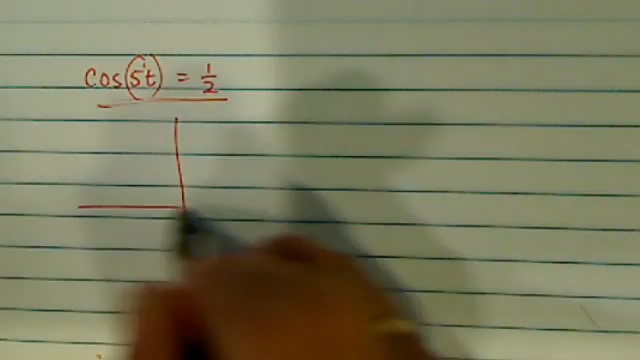 cos(5t) = 1/2